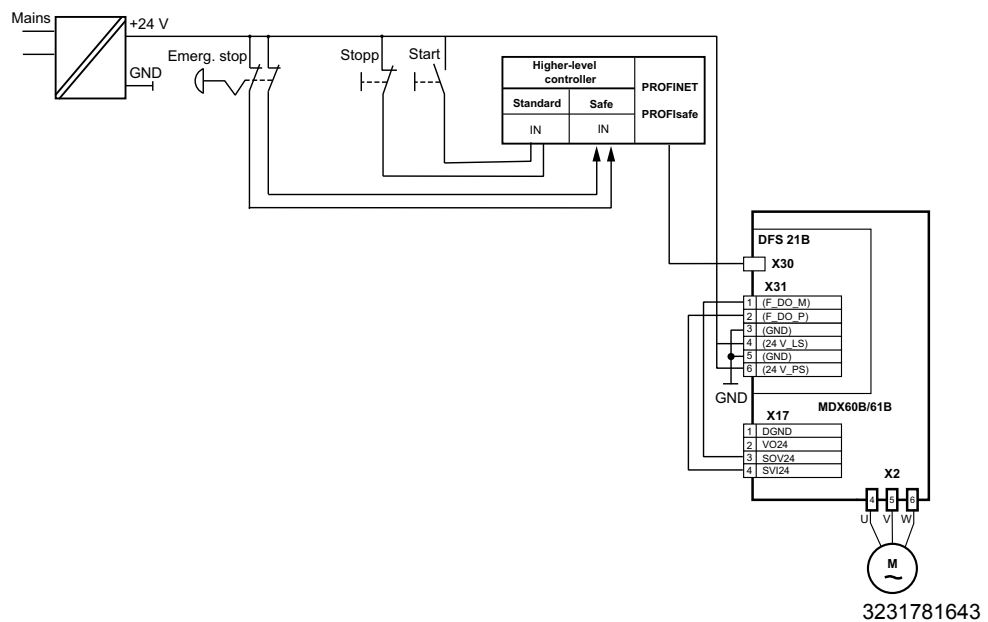 Mains
+24 V
GND
Emerg. stop
Stopp
Start
Higher-level
controller
PROFINET
PROFIsafe
Standard
Safe
IN
IN
DFS 21B
X30
X31
1 (F_DO_M)
2 (F_DO_P)
3 (GND)
4 (24 V_LS)
5 (GND)
6 (24 V_PS)
GND
MDX60B/61B
X17
1 DGND
2 VO24
3 SOV24
4 SVI24
X2
4 5 6
U V W
M
3231781643